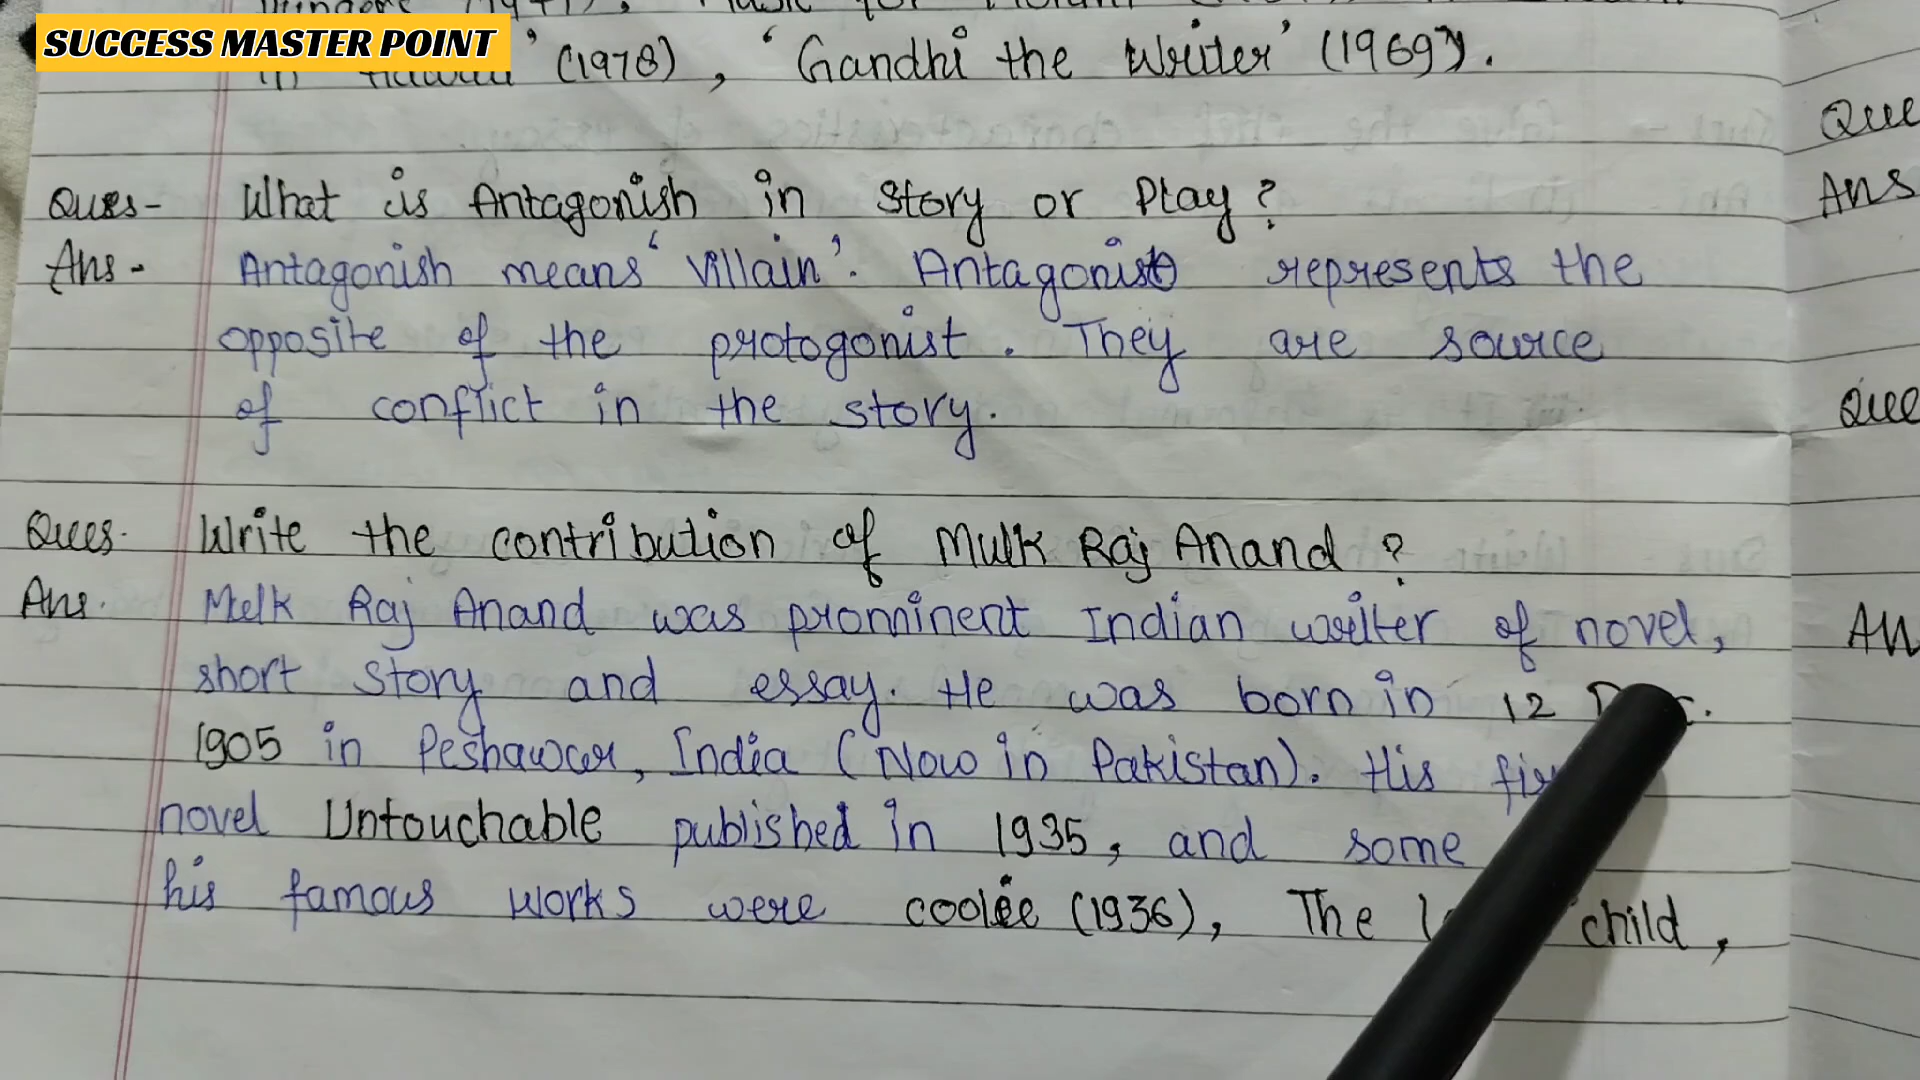 SUCCESS MASTER POINT
in ' (1978), 'Gandhi the Writer' (1969).
Ques- What is Antagonish in Story or Play?
Ans- Antagonish means 'Villain'. Antagonist represents the
opposite of the protogonist. They are source
of conflict in the story.
Ques. Write the contribution of Mulk Raj Anand?
Ans. Mulk Raj Anand was prominent Indian writer of novel,
short story and essay. He was born in 12
1905 in Peshawar, India (Now in Pakistan). His
novel Untouchable published in 1935, and some
his famous works were coolie (1936), The child,
Que
Ans
Que
An